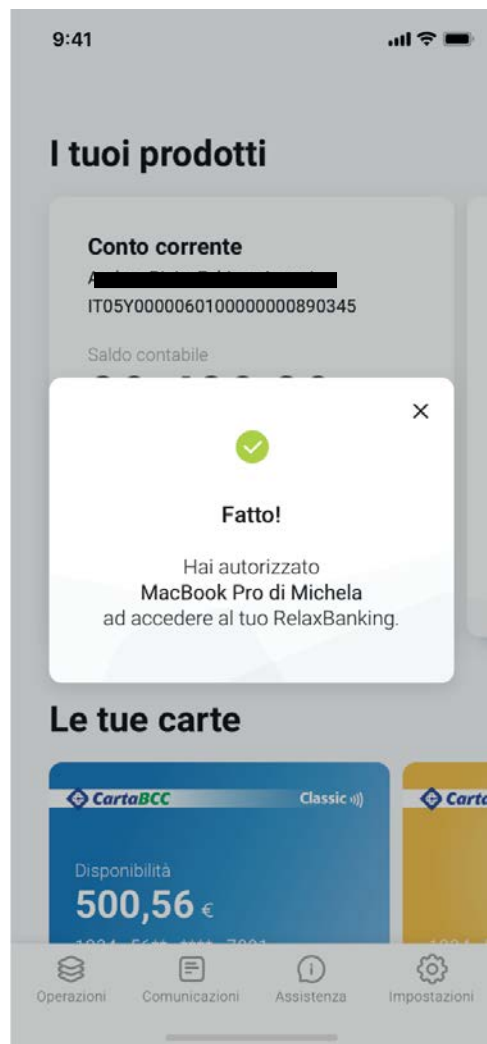 9:41
I tuoi prodotti
Conto corrente
IT05Y0000060100000000890345
Saldo contabile
Fatto!
Hai autorizzato
MacBook Pro di Michela
ad accedere al tuo RelaxBanking.
Le tue carte
CartaBCC Classic
Carta
Disponibilità
500,56 €
Operazioni Comunicazioni Assistenza Impostazioni